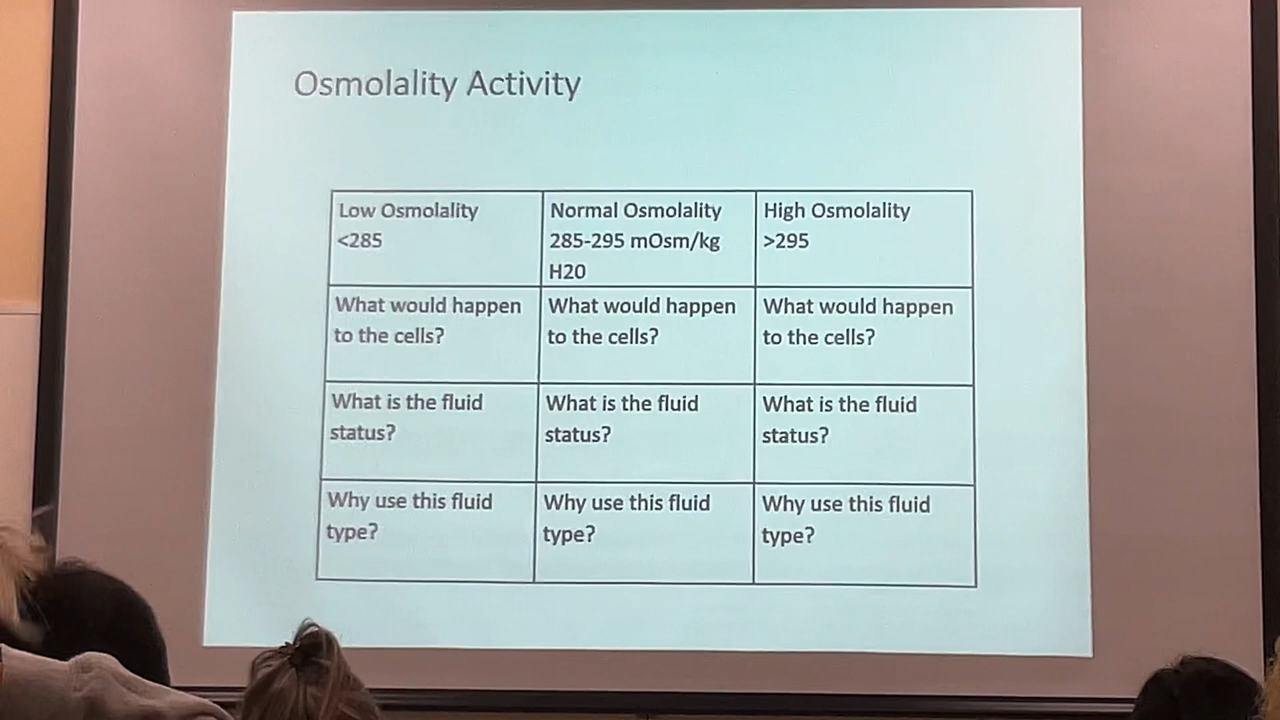 Osmolality Activity
Low Osmolality
<285
Normal Osmolality
285-295 mOsm/kg
H20
High Osmolality
>295
What would happen
to the cells?
What would happen
to the cells?
What would happen
to the cells?
What is the fluid
status?
What is the fluid
status?
What is the fluid
status?
Why use this fluid
type?
Why use this fluid
type?
Why use this fluid
type?